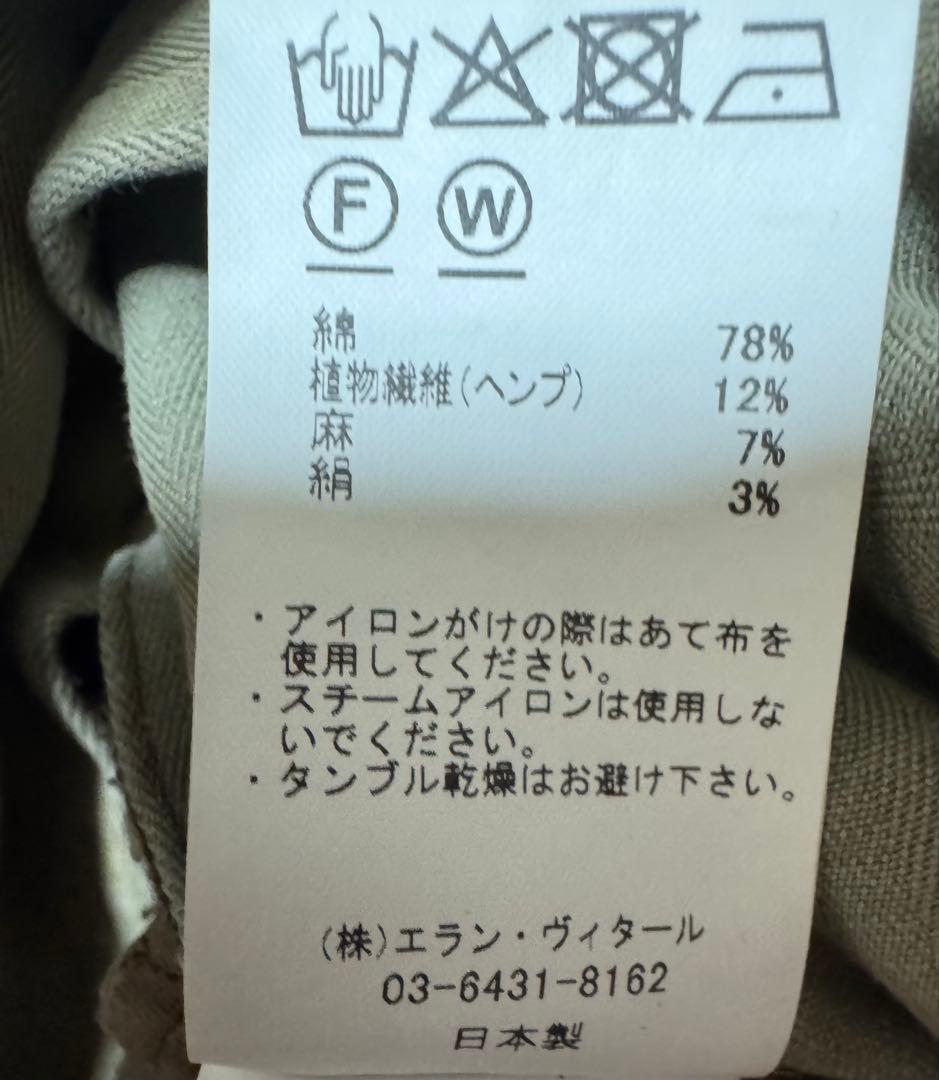 F W
綿 78%
植物繊維(ヘンプ) 12%
麻 7%
絹 3%
・アイロンがけの際はあて布を
使用してください。
・スチームアイロンは使用しな
いでください。
・タンブル乾燥はお避け下さい。
(株)エラン・ヴィタール
03-6431-8162
日本製